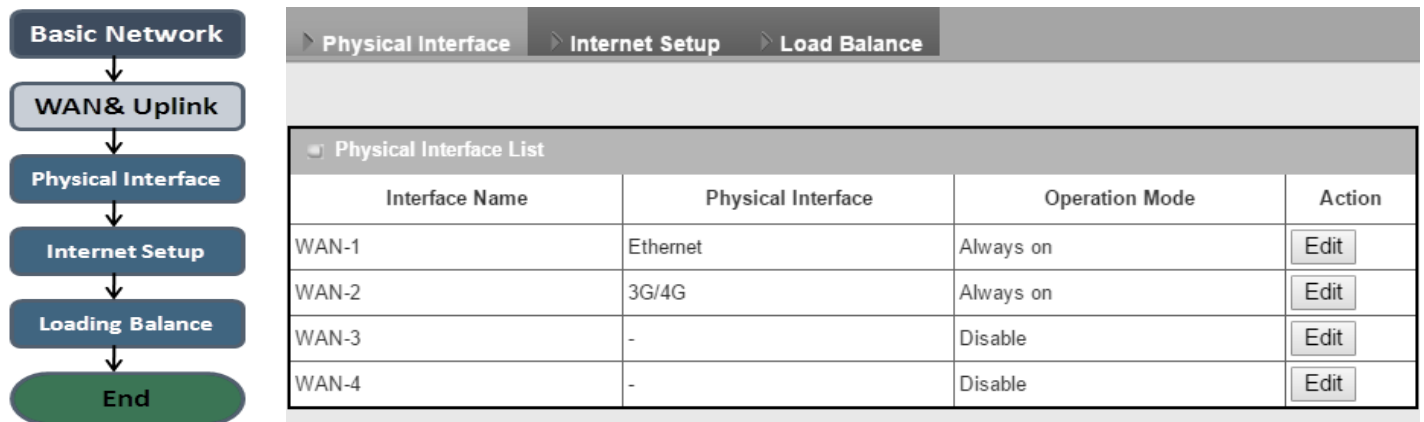 Basic Network
WAN& Uplink
Physical Interface
Internet Setup
Loading Balance
End
Physical Interface Internet Setup Load Balance
Physical Interface List
Interface Name Physical Interface Operation Mode Action
WAN-1 Ethernet Always on Edit
WAN-2 3G/4G Always on Edit
WAN-3 - Disable Edit
WAN-4 - Disable Edit